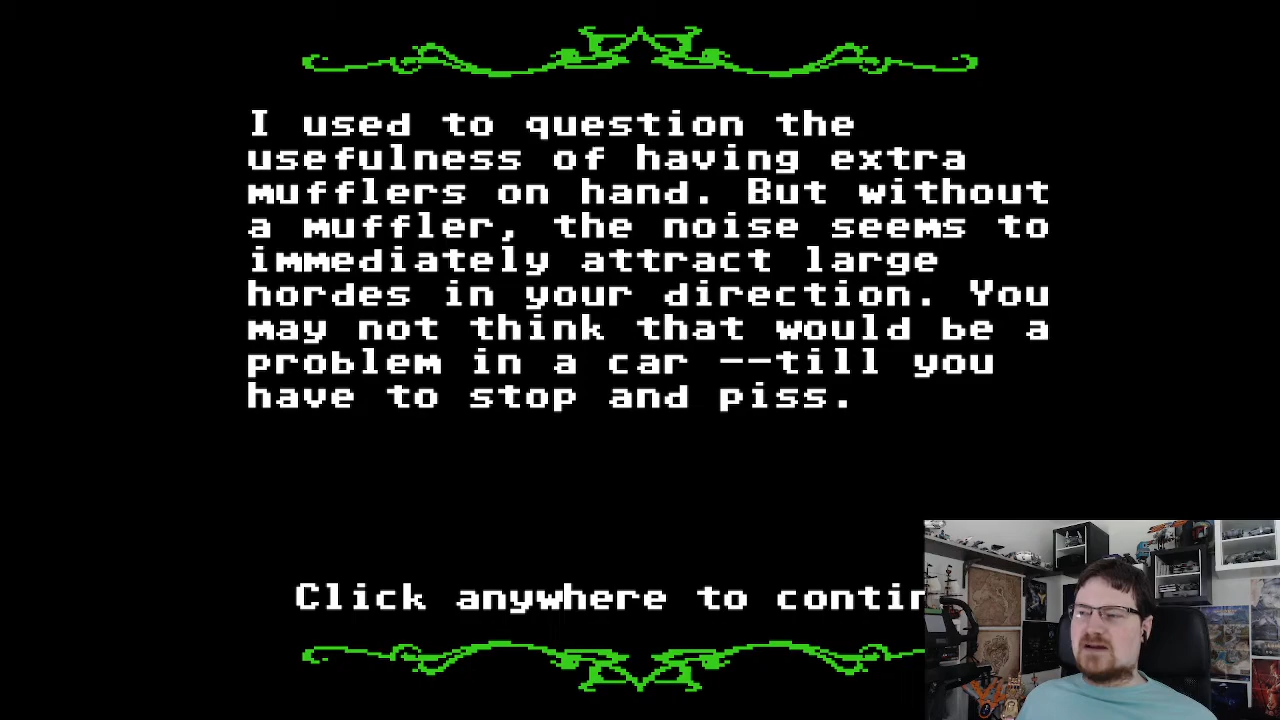 I used to question the
usefulness of having extra
mufflers on hand. But without
a muffler, the noise seems to
immediately attract large
hordes in your direction. You
may not think that would be a
problem in a car --till you
have to stop and piss.
Click anywhere to contin